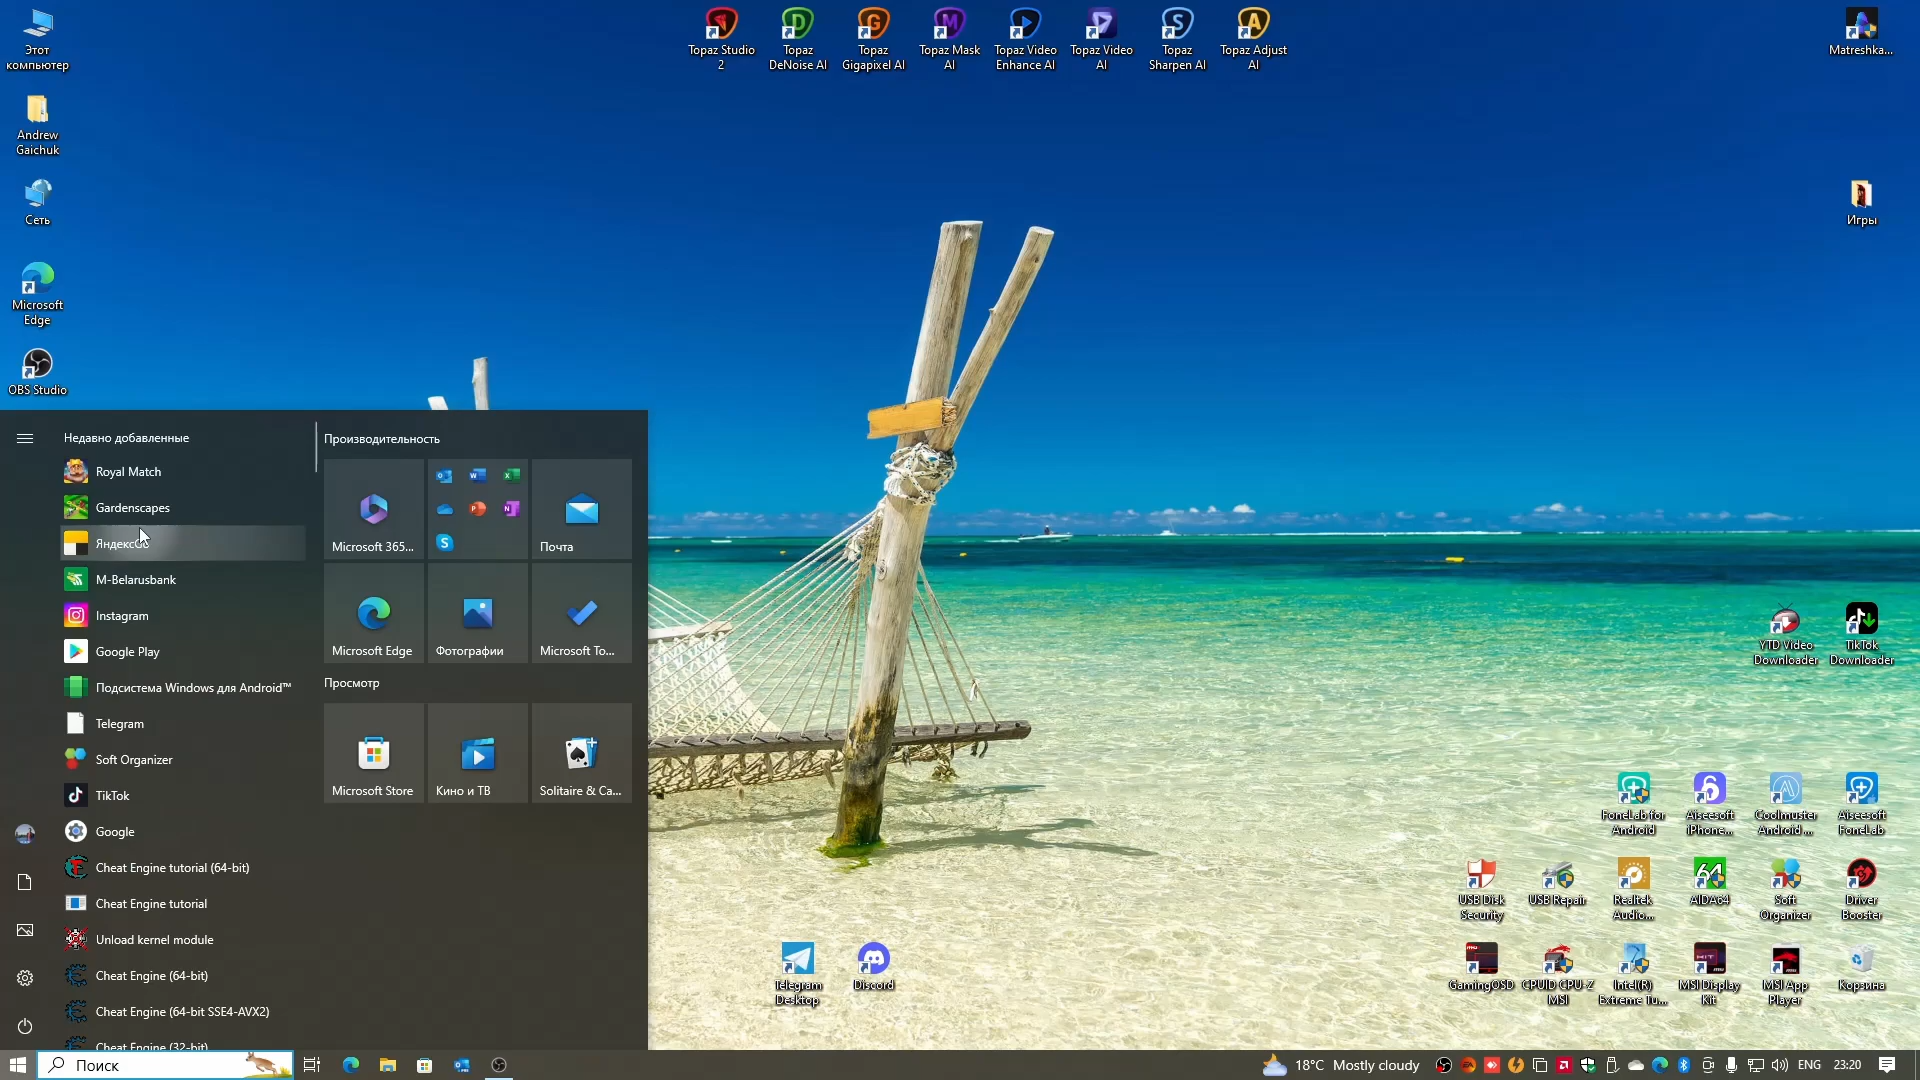 Этот
компьютер
Andrew
Gaichuk
Сеть
Microsoft
Edge
OBS Studio
Topaz Studio
2
Topaz
DeNoise AI
Topaz
Gigapixel AI
Topaz Mask
AI
Topaz Video
Enhance AI
Topaz Video
AI
Topaz
Sharpen AI
Topaz Adjust
AI
Matreshka...
Игры
Недавно добавленные
Royal Match
Gardenscapes
M-Belarusbank
Instagram
Google Play
Подсистема Windows для Android™
Telegram
Soft Organizer
TikTok
Google
Cheat Engine tutorial (64-bit)
Cheat Engine tutorial
Unload kernel module
Cheat Engine (64-bit)
Cheat Engine (64-bit SSE4-AVX2)
Cheat Engine (32-bit)
Производительность
Microsoft 365...
Почта
Microsoft Edge
Фотографии
Microsoft To...
Просмотр
Microsoft Store
Кино и ТВ
Solitaire & Ca...
YTD Video
Downloader
TikTok
Downloader
FoneLab for
Android
Aiseesoft
iPhone...
Coolmuster
Android ...
Aiseesoft
FoneLab
USB Disk
Security
USB Repair
Realtek
Audio...
64
AIDA64
Soft
Organizer
Driver
Booster
Telegram
Desktop
Discord
GamingOSD
CPUID CPU-Z
MSI
Intel(R)
Extreme Tu...
MSI Display
Kit
MSI App
Player
Корзина
Поиск
18°C Mostly cloudy
ENG
23:20